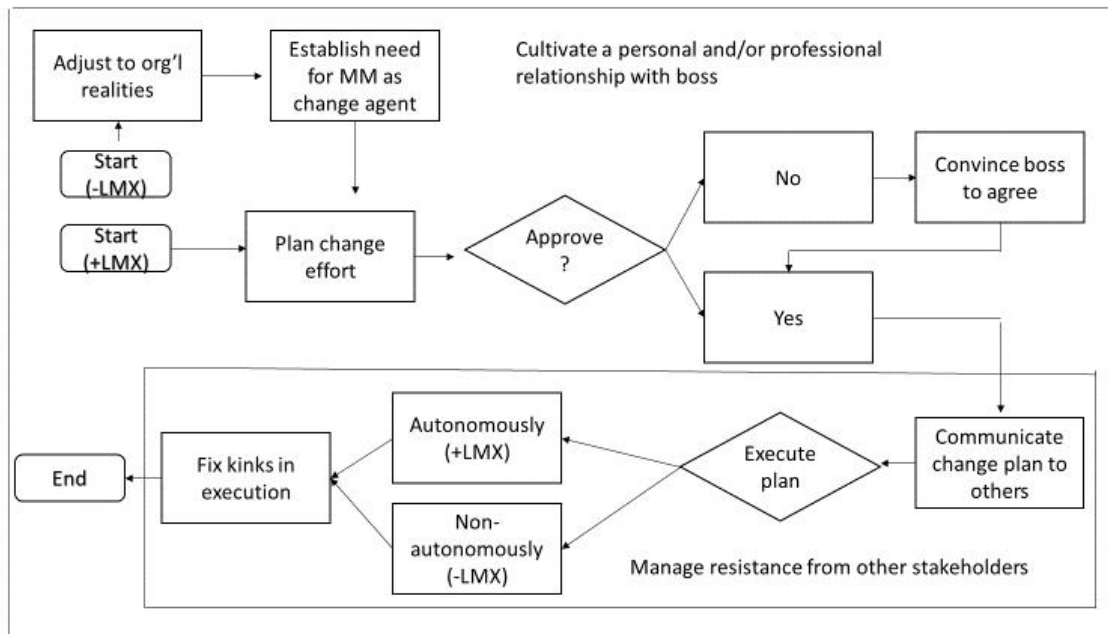 Adjust to org'l
realities
Establish need
for MM as
change agent
Cultivate a personal and/or professional
relationship with boss
Start
(-LMX)
Start
(+LMX)
Plan change
effort
Approve
?
No
Convince boss
to agree
Yes
Communicate
change plan to
others
Execute
plan
Autonomously
(+LMX)
Non-
autonomously
(-LMX)
Fix kinks in
execution
End
Manage resistance from other stakeholders